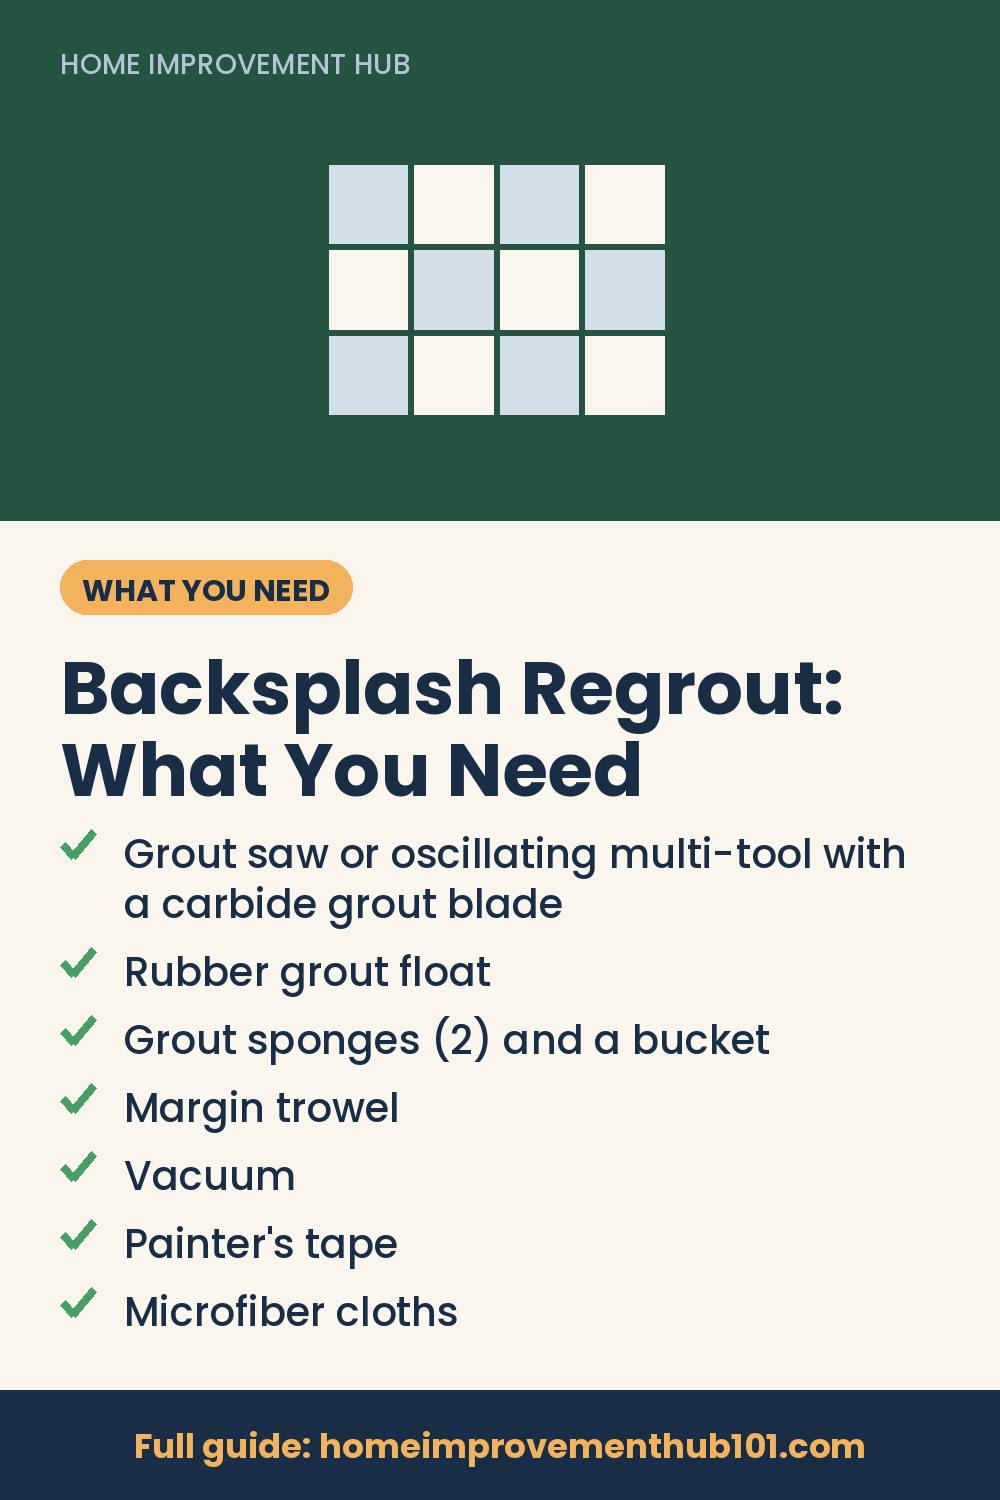 HOME IMPROVEMENT HUB
WHAT YOU NEED
Backsplash Regrout:
What You Need
Grout saw or oscillating multi-tool with
a carbide grout blade
Rubber grout float
Grout sponges (2) and a bucket
Margin trowel
Vacuum
Painter's tape
Microfiber cloths
Full guide: homeimprovementhub101.com